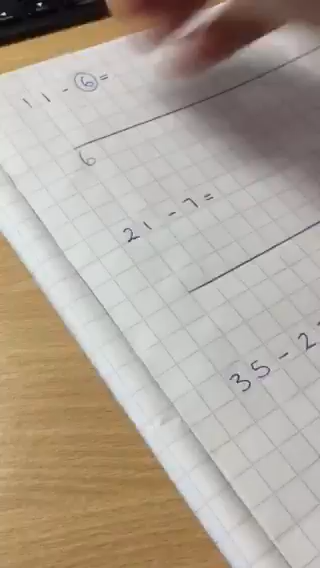 11 - 6 =
6
21 - 7 =
35 - 2